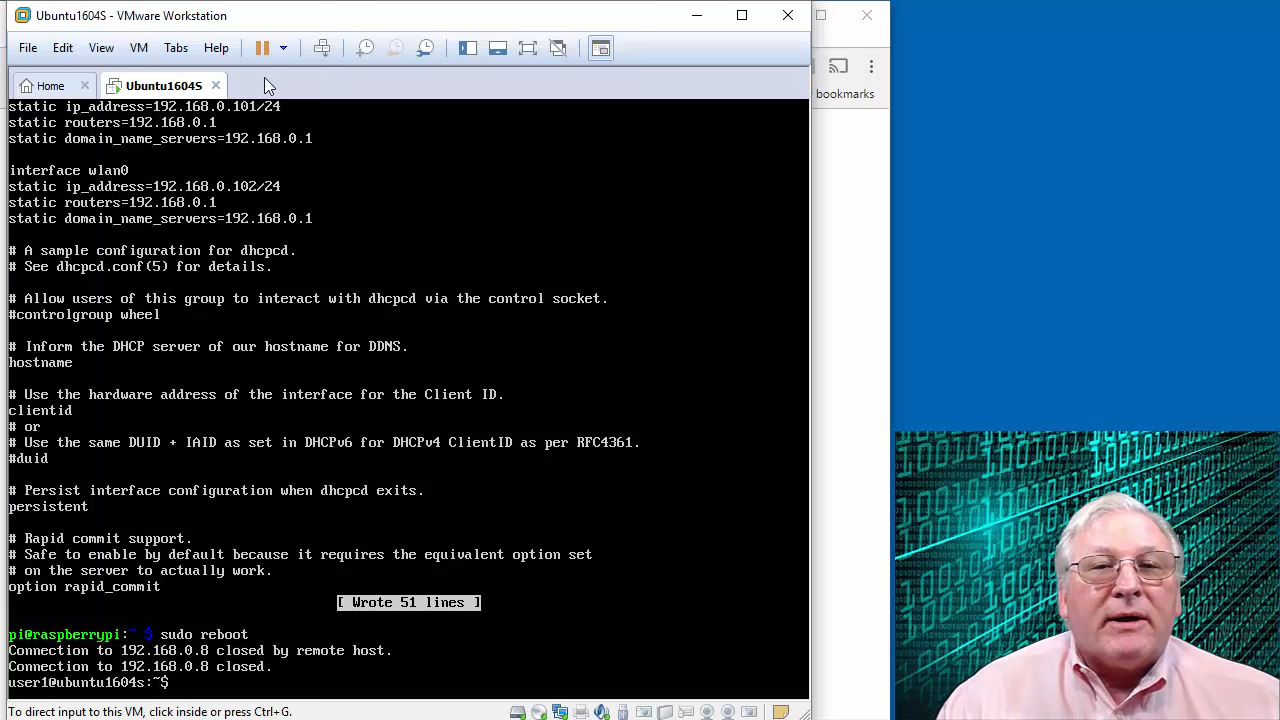 Ubuntu1604S - VMware Workstation
File Edit View VM Tabs Help
Home Ubuntu1604S
bookmarks
static ip_address=192.168.0.101/24
static routers=192.168.0.1
static domain_name_servers=192.168.0.1
interface wlan0
static ip_address=192.168.0.102/24
static routers=192.168.0.1
static domain_name_servers=192.168.0.1
# A sample configuration for dhcpcd.
# See dhcpcd.conf(5) for details.
# Allow users of this group to interact with dhcpcd via the control socket.
#controlgroup wheel
# Inform the DHCP server of our hostname for DDNS.
hostname
# Use the hardware address of the interface for the Client ID.
clientid
# or
# Use the same DUID + IAID as set in DHCPv6 for DHCPv4 ClientID as per RFC4361.
#duid
# Persist interface configuration when dhcpcd exits.
persistent
# Rapid commit support.
# Safe to enable by default because it requires the equivalent option set
# on the server to actually work.
option rapid_commit
[ Wrote 51 lines ]
pi@raspberrypi:~ $ sudo reboot
Connection to 192.168.0.8 closed by remote host.
Connection to 192.168.0.8 closed.
user1@ubuntu1604s:~$
To direct input to this VM, click inside or press Ctrl+G.